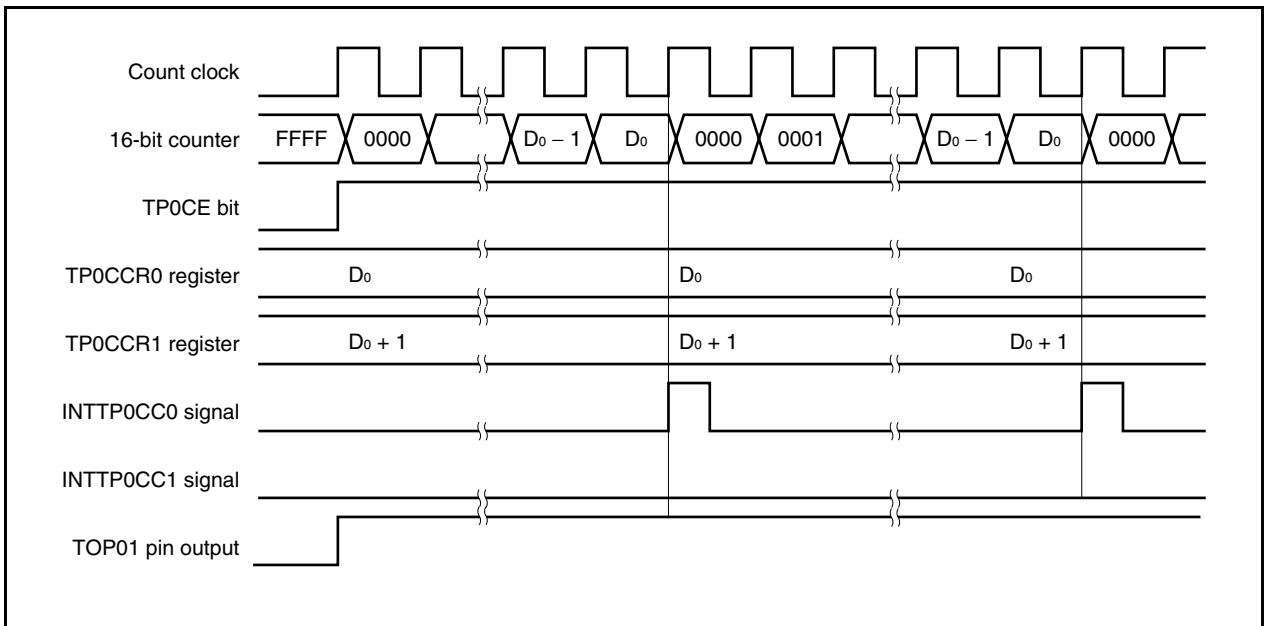 Count clock
16-bit counter FFFF 0000 D₀ − 1 D₀ 0000 0001 D₀ − 1 D₀ 0000
TP0CE bit
TP0CCR0 register D₀ D₀ D₀
TP0CCR1 register D₀ + 1 D₀ + 1 D₀ + 1
INTTP0CC0 signal
INTTP0CC1 signal
TOP01 pin output